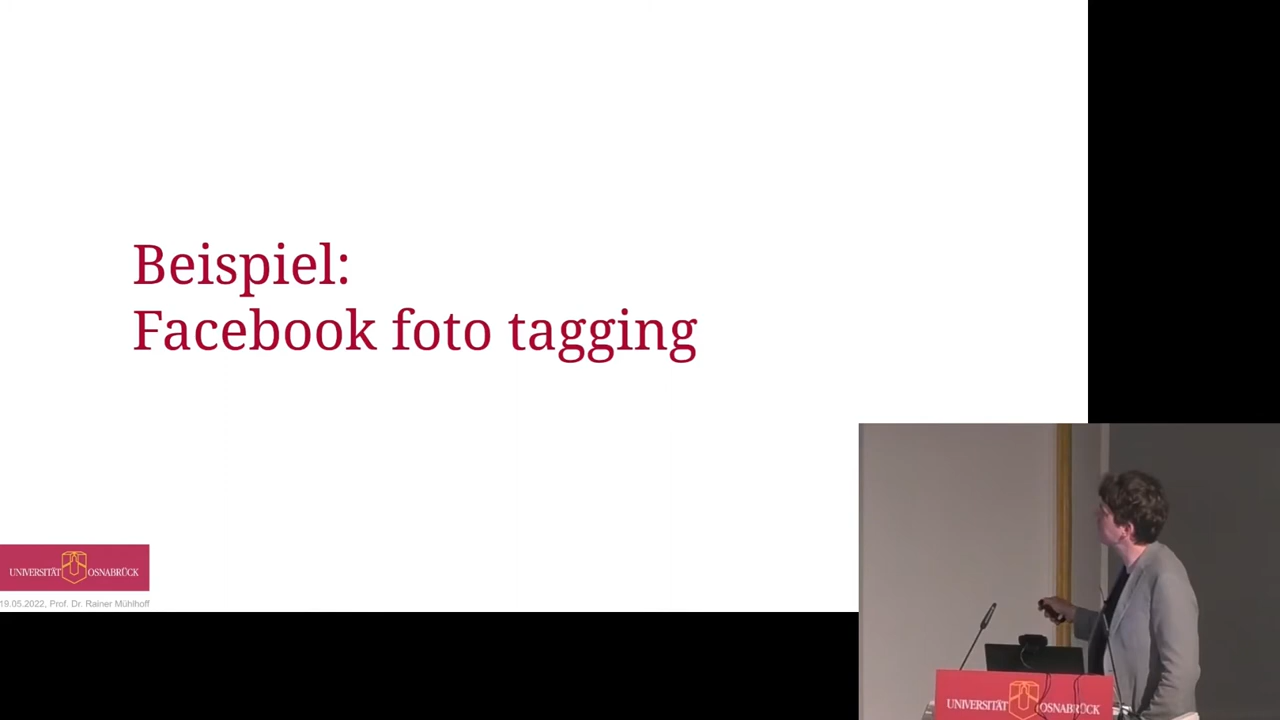 Beispiel:
Facebook foto tagging
UNIVERSITÄT OSNABRÜCK
19.05.2022, Prof. Dr. Rainer Mühlhoff
UNIVERSITÄT OSNABRÜCK